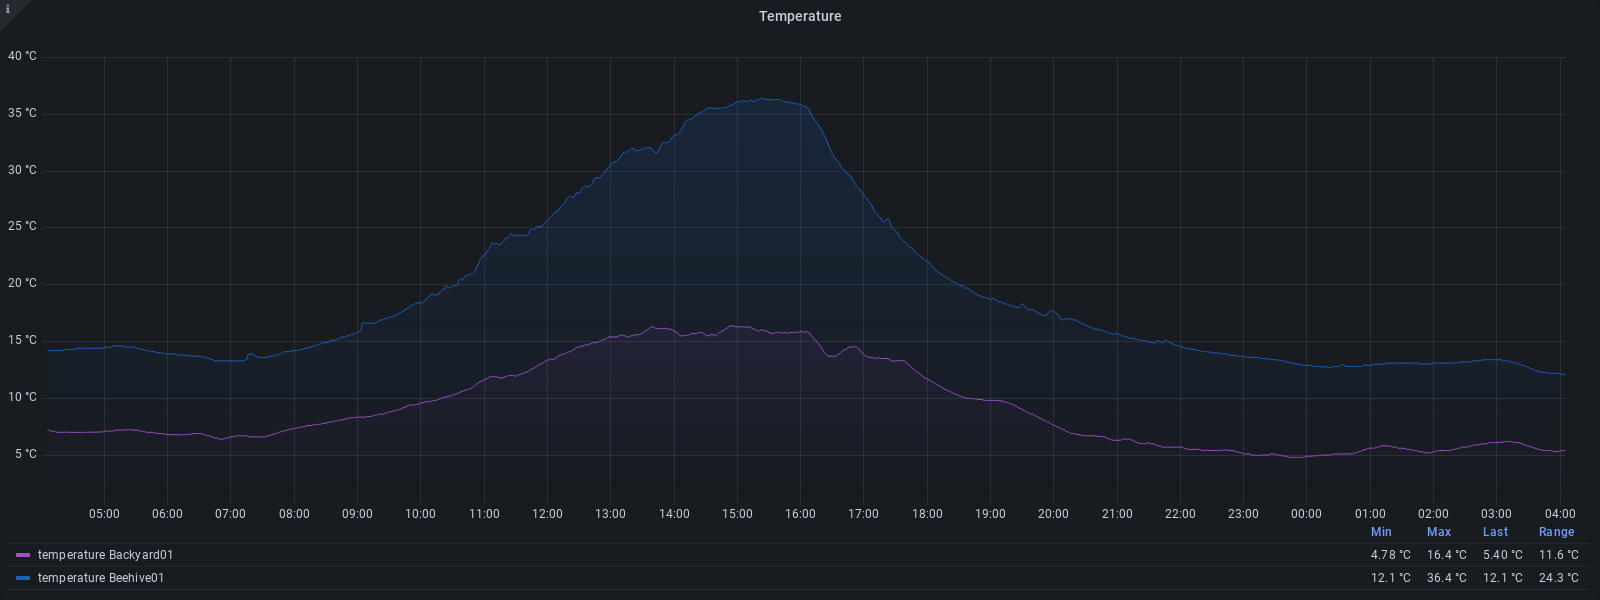 i
Temperature
40 °C
35 °C
30 °C
25 °C
20 °C
15 °C
10 °C
5 °C
05:00 06:00 07:00 08:00 09:00 10:00 11:00 12:00 13:00 14:00 15:00 16:00 17:00 18:00 19:00 20:00 21:00 22:00 23:00 00:00 01:00 02:00 03:00 04:00
Min Max Last Range
temperature Backyard01 4.78 °C 16.4 °C 5.40 °C 11.6 °C
temperature Beehive01 12.1 °C 36.4 °C 12.1 °C 24.3 °C